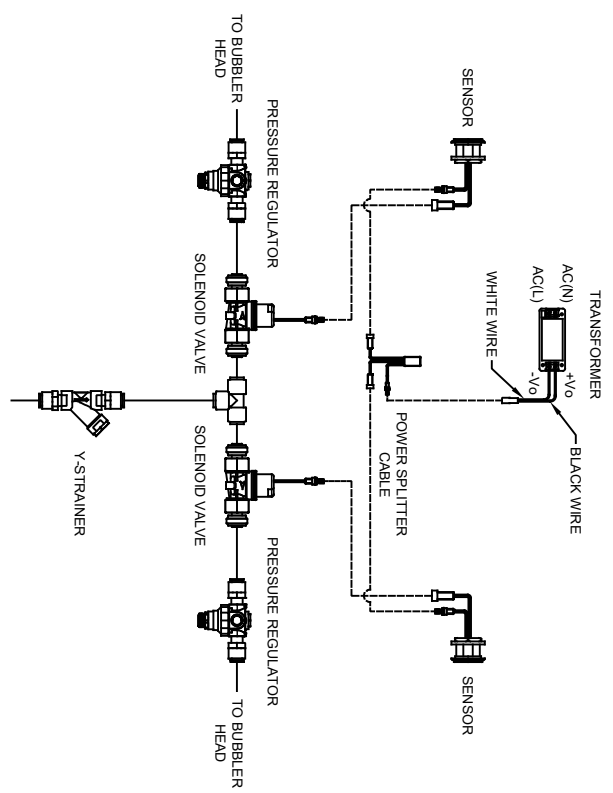 TO BUBBLER
HEAD
PRESSURE REGULATOR
SOLENOID VALVE
Y-STRAINER
SOLENOID VALVE
PRESSURE REGULATOR
TO BUBBLER
HEAD
SENSOR
POWER SPLITTER
CABLE
SENSOR
TRANSFORMER
AC(N)
AC(L)
WHITE WIRE
-Vo
+Vo
BLACK WIRE